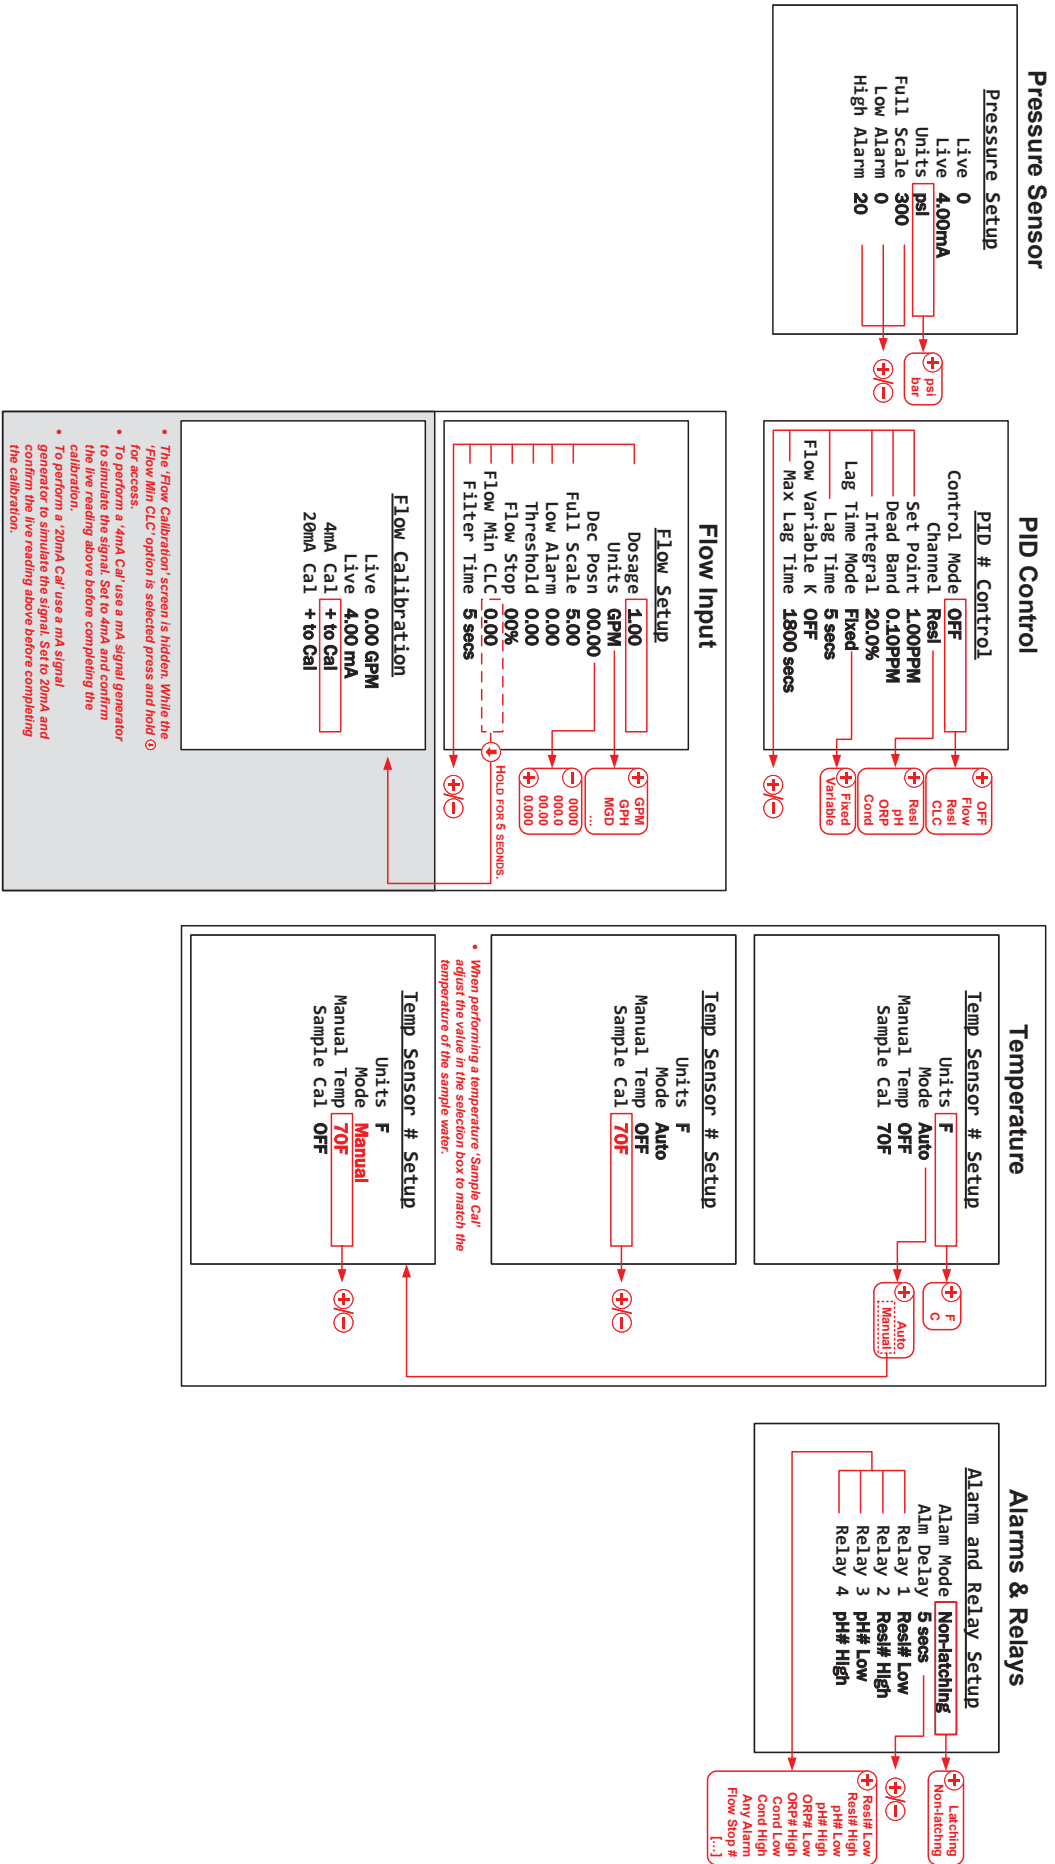 Pressure Sensor
Pressure Setup
Live 0
Live 4.00mA
Units psi
Full Scale 300
Low Alarm 0
High Alarm 20
psi
bar
+/−
PID Control
PID # Control
Control Mode OFF
Channel Resl
Set Point 1.00PPM
Dead Band 0.10PPM
Integral 20.0%
Lag Time Mode Fixed
Lag Time 5 secs
Flow Variable K OFF
Max Lag Time 1800 secs
OFF
Flow
Resl
CLC
Resl
pH
ORP
Cond
Fixed
Variable
+/−
Flow Input
Flow Setup
Dosage 1.00
Units GPM
Dec Posn 00.00
Full Scale 5.00
Low Alarm 0.00
Threshold 0.00
Flow Stop 00%
Flow Min CLC 0.00
Filter Time 5 secs
GPM
GPH
MGD
...
0000
000.0
00.00
0.000
HOLD FOR 5 SEONDS.
+/−
Flow Calibration
Live 0.00 GPM
Live 4.00 mA
4mA Cal + to Cal
20mA Cal + to Cal
• The 'Flow Calibration' screen is hidden. While the
'Flow Min CLC' option is selected press and hold
for access.
• To perform a '4mA Cal' use a mA signal generator
to simulate the signal. Set to 4mA and confirm
the live reading above before completing the
calibration.
• To perform a '20mA Cal' use a mA signal
generator to simulate the signal. Set to 20mA and
confirm the live reading above before completing
the calibration.
Temperature
Temp Sensor # Setup
Units F
Mode Auto
Manual Temp OFF
Sample Cal 70F
F
C
Auto
Manual
Temp Sensor # Setup
Units F
Mode Auto
Manual Temp OFF
Sample Cal 70F
+/−
• When performing a temperature 'Sample Cal'
adjust the value in the selection box to match the
temperature of the sample water.
Temp Sensor # Setup
Units F
Mode Manual
Manual Temp 70F
Sample Cal OFF
+/−
Alarms & Relays
Alarm and Relay Setup
Alam Mode Non-latching
Alm Delay 5 secs
Relay 1 Resl# Low
Relay 2 Resl# High
Relay 3 pH# Low
Relay 4 pH# High
Latching
Non-latchng
+/−
Resl# Low
Resl# High
pH# Low
pH# High
ORP# Low
ORP# High
Cond Low
Cond High
Any Alarm
Flow Stop #
[...]